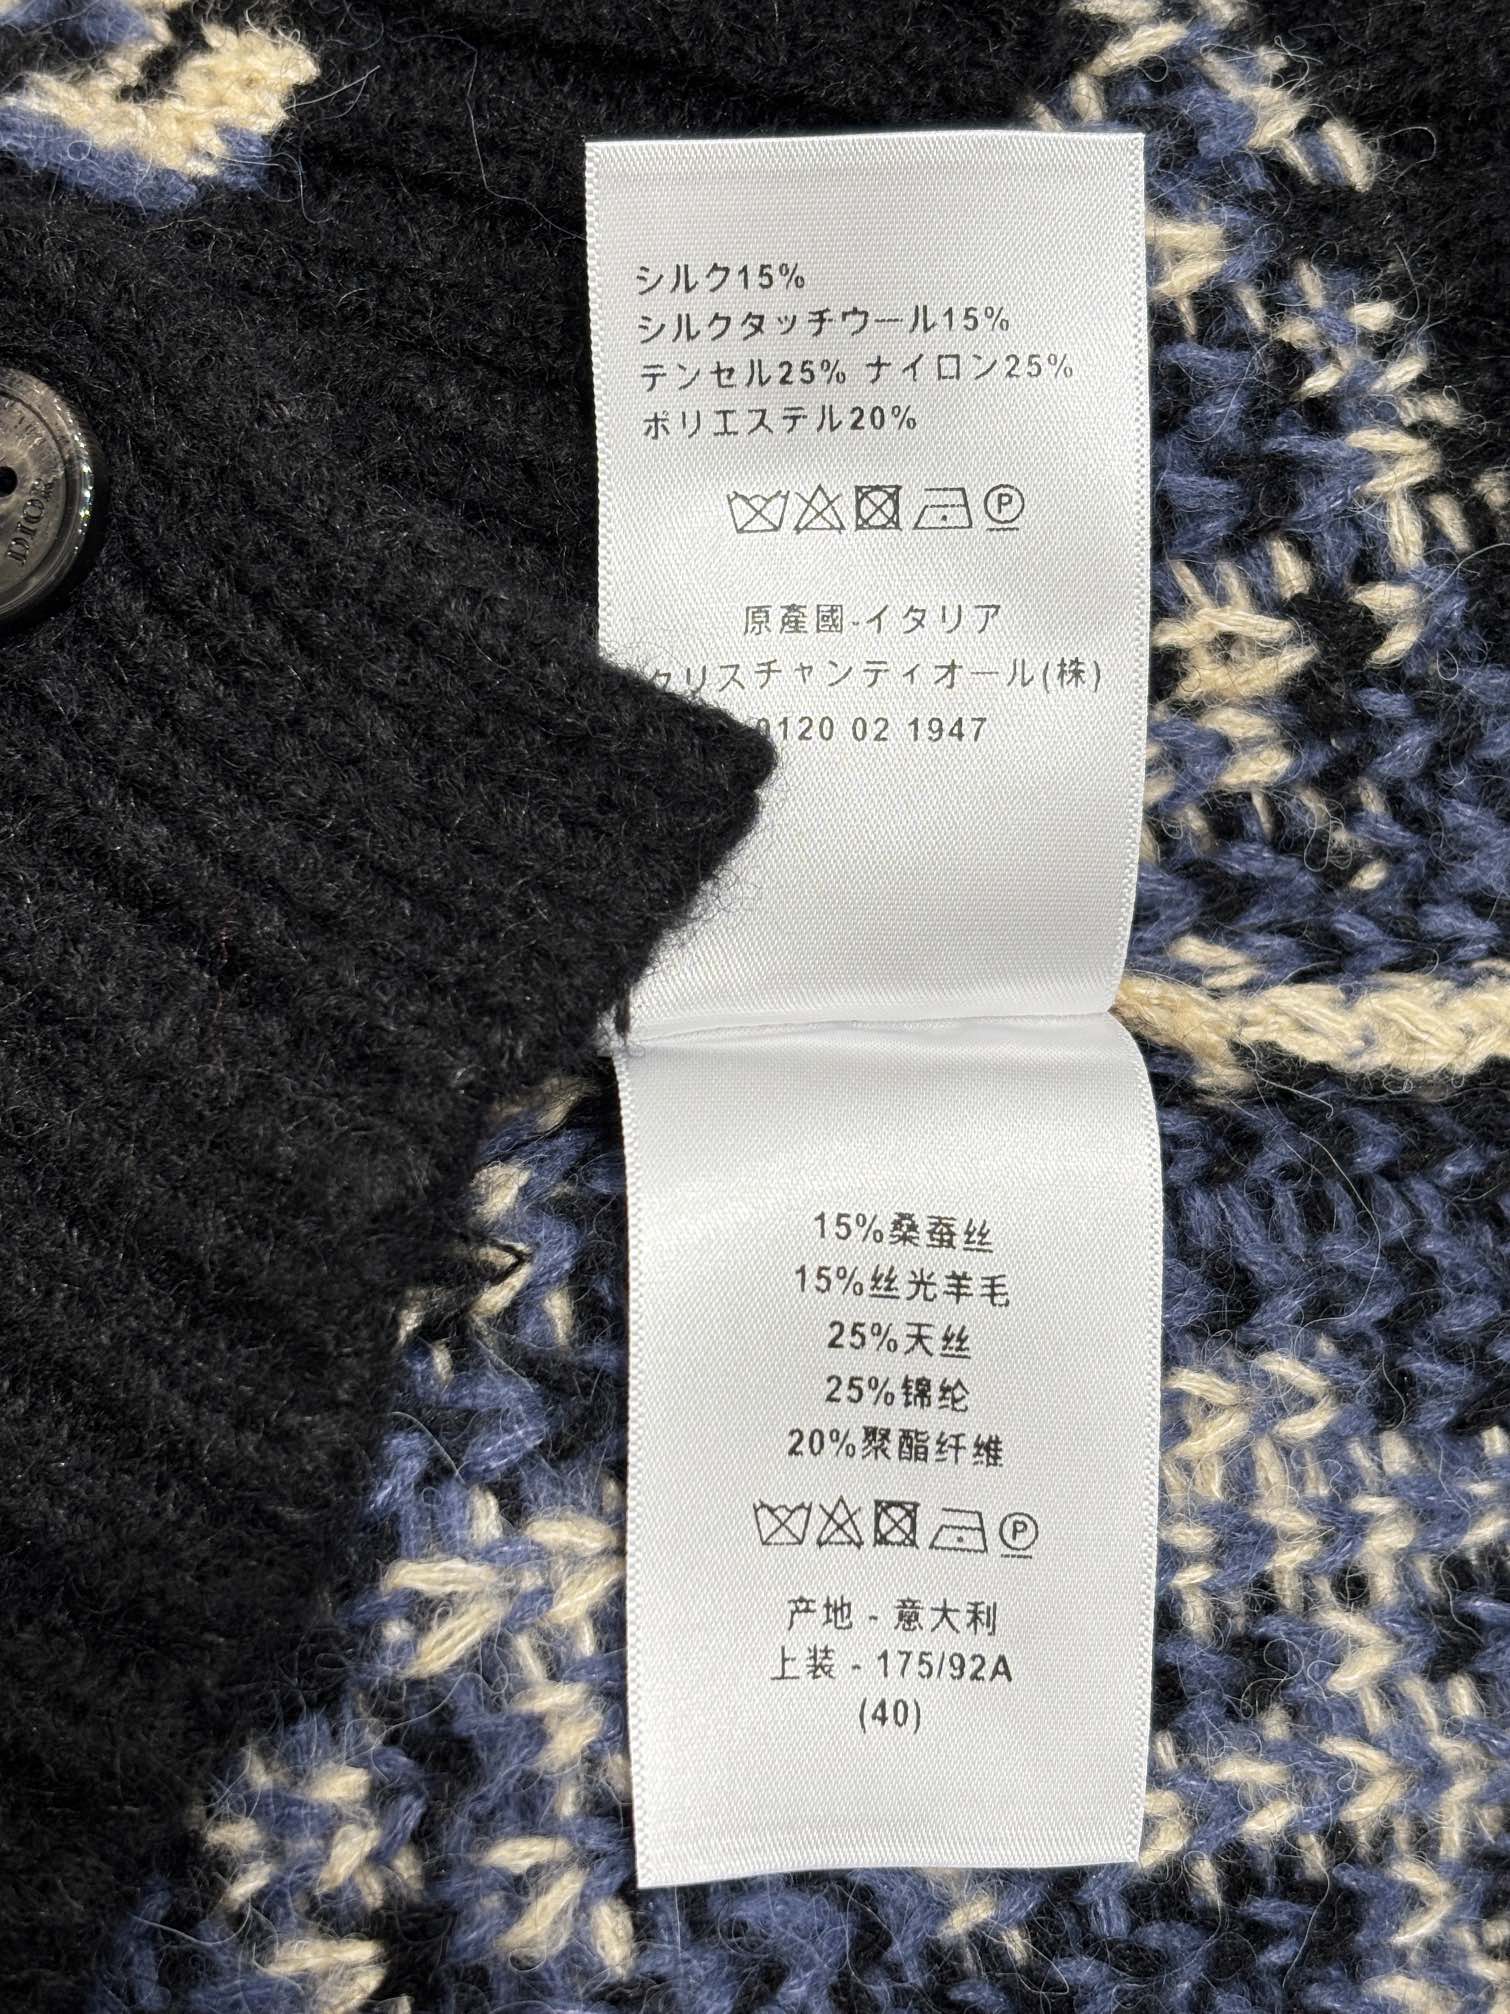 シルク15%
シルクタッチウール15%
テンセル25% ナイロン25%
ポリエステル20%
P
原產國-イタリア
クリスチャンディオール(株)
0120 02 1947
15%桑蚕丝
15%丝光羊毛
25%天丝
25%锦纶
20%聚酯纤维
P
产地 - 意大利
上装 - 175/92A
(40)
DIOR